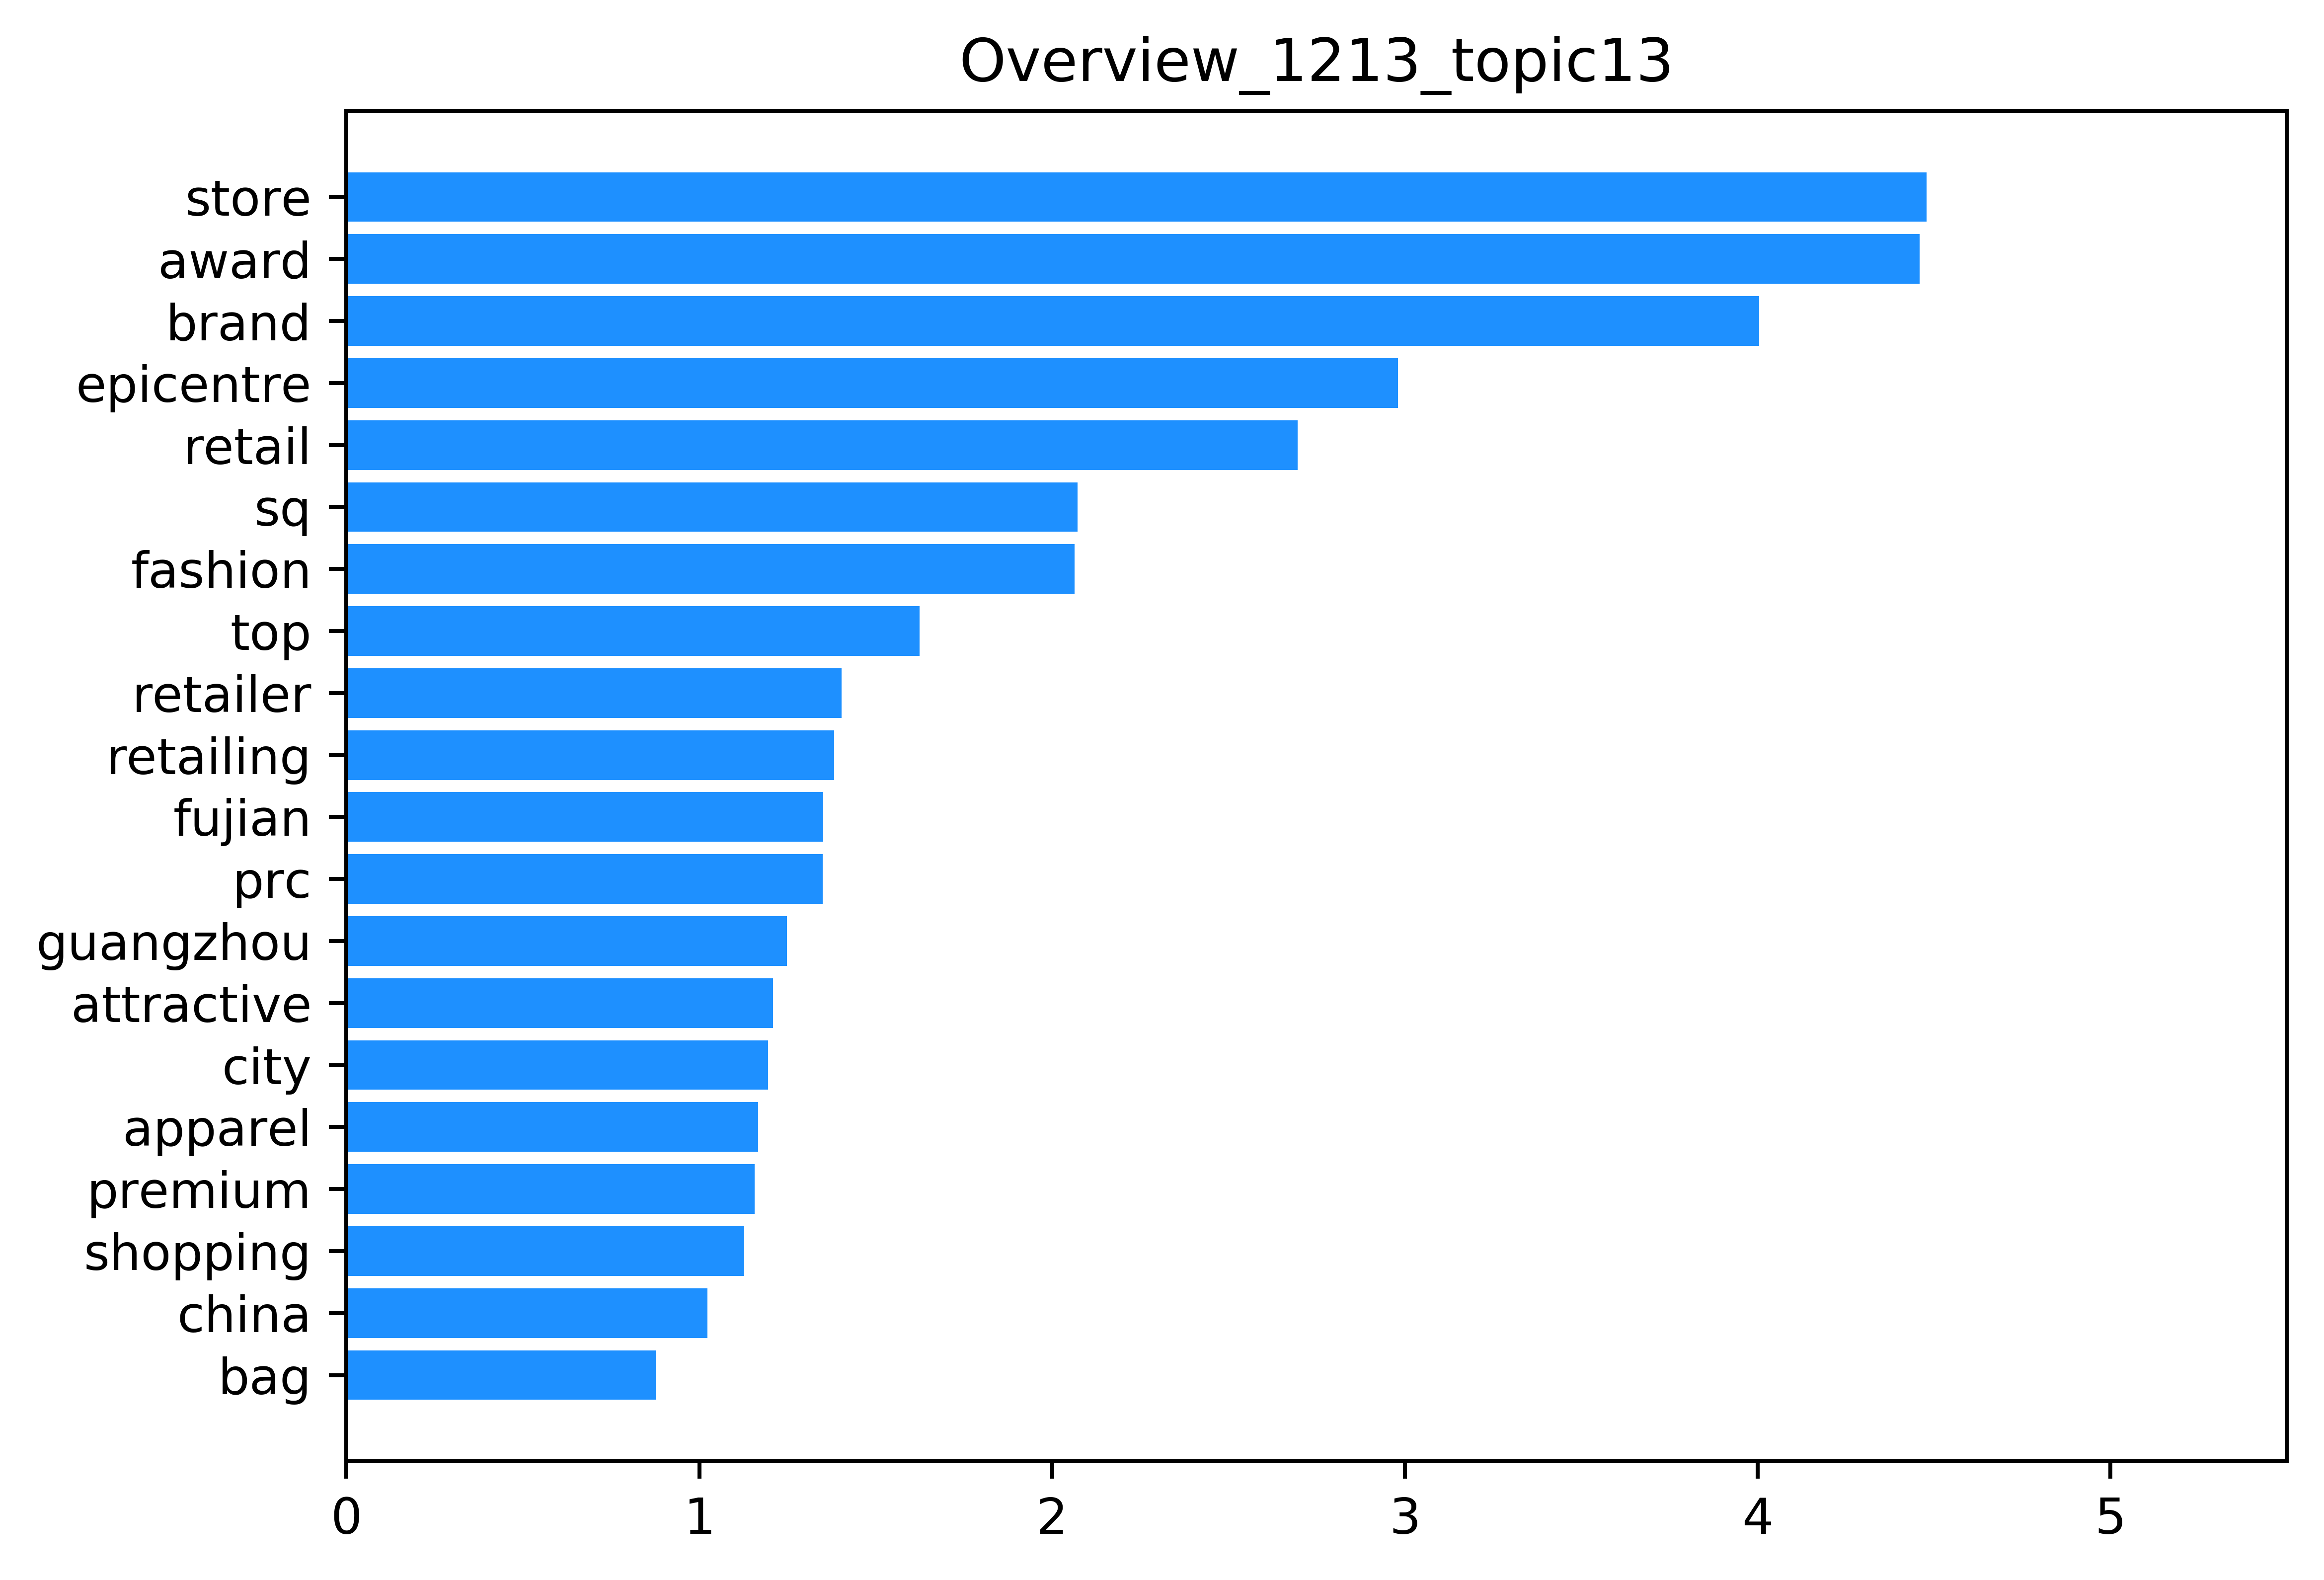 Overview_1213_topic13
store
award
brand
epicentre
retail
sq
fashion
top
retailer
retailing
fujian
prc
guangzhou
attractive
city
apparel
premium
shopping
china
bag
0 1 2 3 4 5